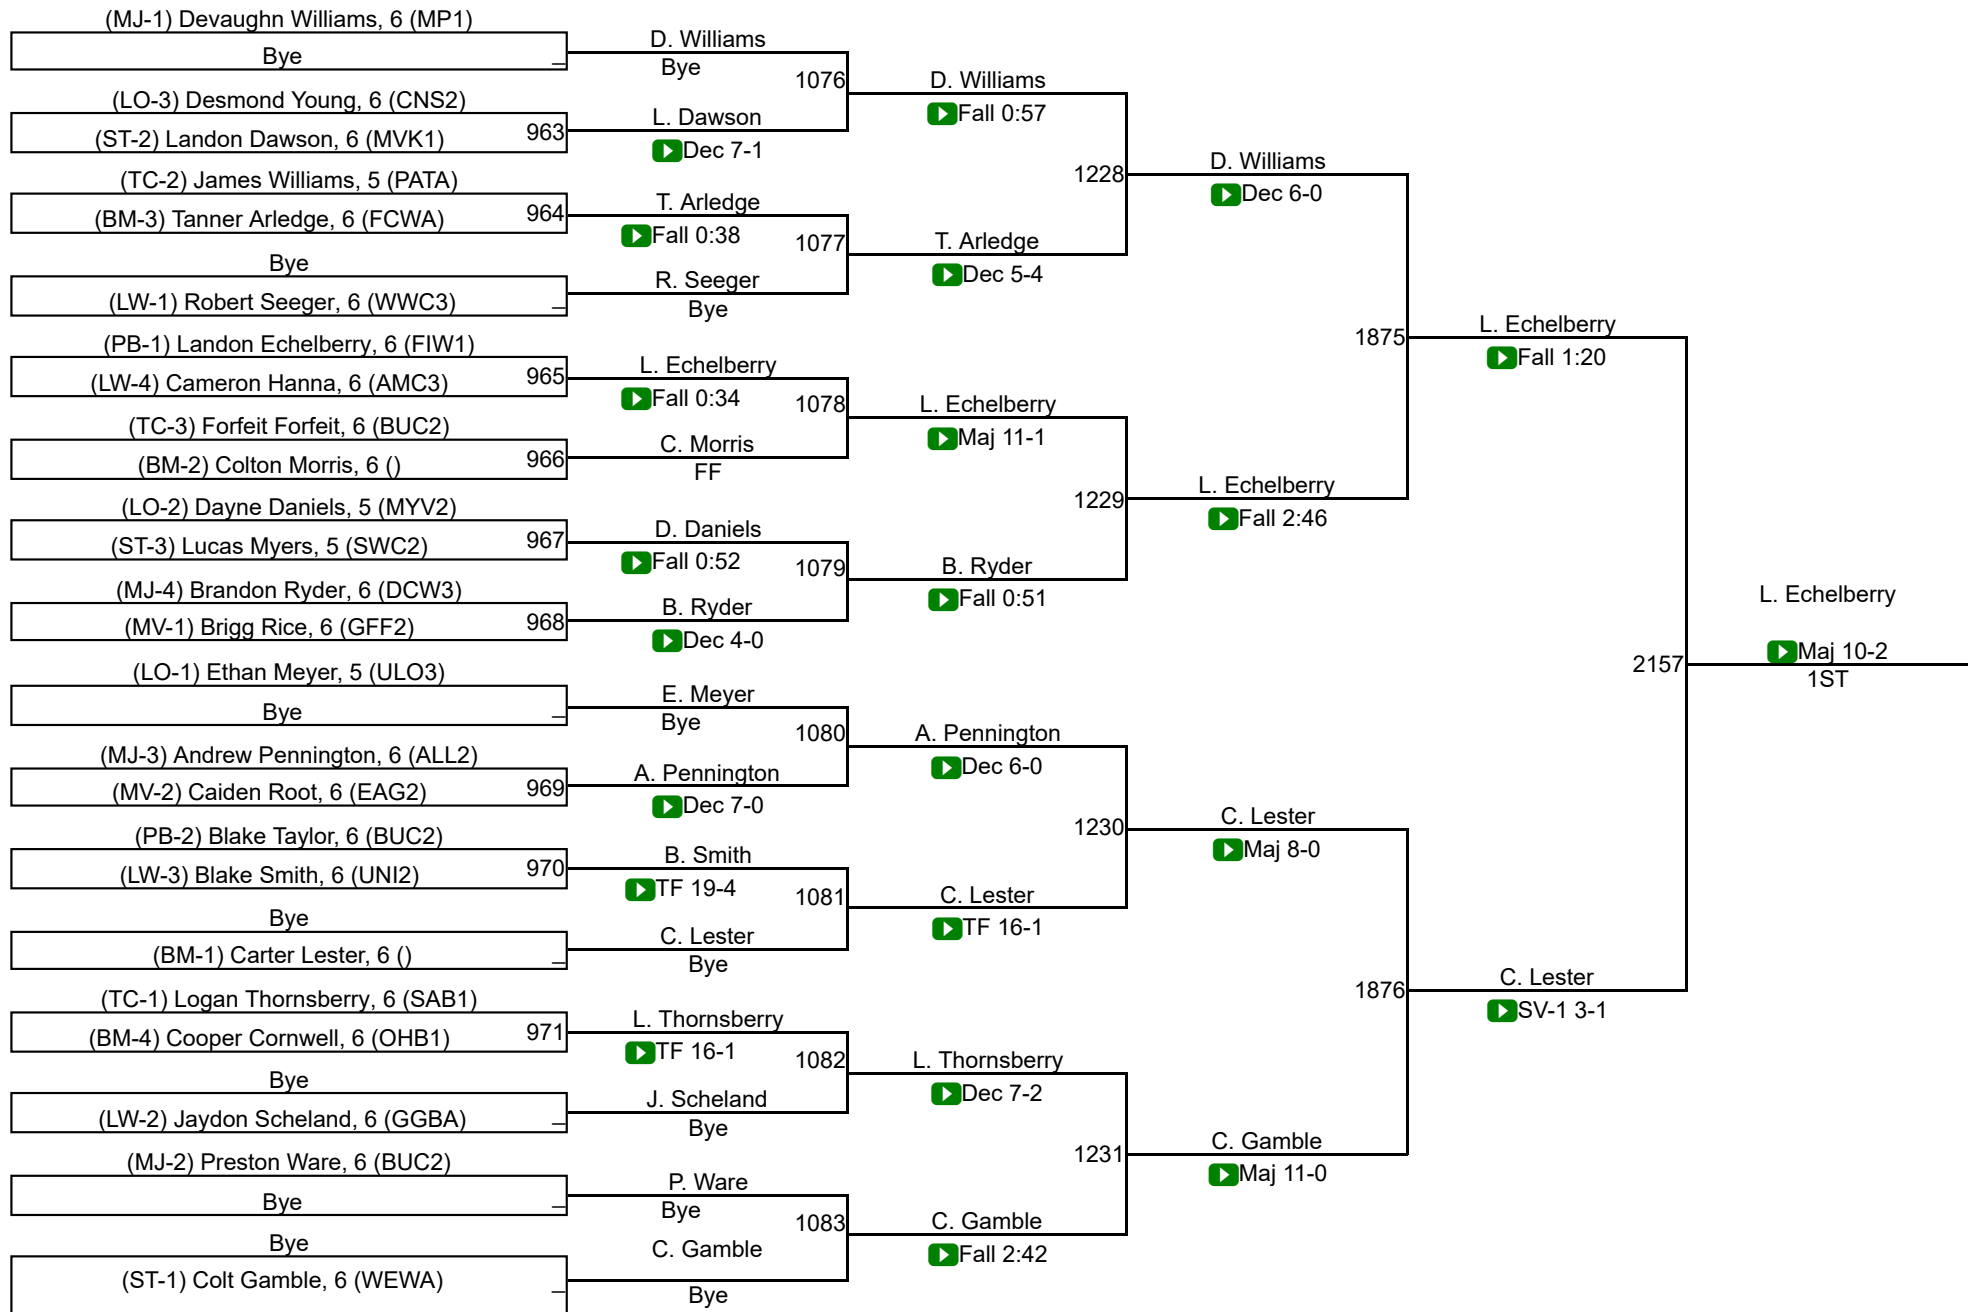 (MJ-1) Devaughn Williams, 6 (MP1)
Bye
(LO-3) Desmond Young, 6 (CNS2)
(ST-2) Landon Dawson, 6 (MVK1)
963
(TC-2) James Williams, 5 (PATA)
(BM-3) Tanner Arledge, 6 (FCWA)
964
Bye
(LW-1) Robert Seeger, 6 (WWC3)
(PB-1) Landon Echelberry, 6 (FIW1)
(LW-4) Cameron Hanna, 6 (AMC3)
965
(TC-3) Forfeit Forfeit, 6 (BUC2)
(BM-2) Colton Morris, 6 ()
966
(LO-2) Dayne Daniels, 5 (MYV2)
(ST-3) Lucas Myers, 5 (SWC2)
967
(MJ-4) Brandon Ryder, 6 (DCW3)
(MV-1) Brigg Rice, 6 (GFF2)
968
(LO-1) Ethan Meyer, 5 (ULO3)
Bye
(MJ-3) Andrew Pennington, 6 (ALL2)
(MV-2) Caiden Root, 6 (EAG2)
969
(PB-2) Blake Taylor, 6 (BUC2)
(LW-3) Blake Smith, 6 (UNI2)
970
Bye
(BM-1) Carter Lester, 6 ()
(TC-1) Logan Thornsberry, 6 (SAB1)
(BM-4) Cooper Cornwell, 6 (OHB1)
971
Bye
(LW-2) Jaydon Scheland, 6 (GGBA)
(MJ-2) Preston Ware, 6 (BUC2)
Bye
Bye
(ST-1) Colt Gamble, 6 (WEWA)
D. Williams
Bye
1076
L. Dawson
Dec 7-1
T. Arledge
Fall 0:38
1077
R. Seeger
Bye
L. Echelberry
Fall 0:34
1078
C. Morris
FF
D. Daniels
Fall 0:52
1079
B. Ryder
Dec 4-0
E. Meyer
Bye
1080
A. Pennington
Dec 7-0
B. Smith
TF 19-4
1081
C. Lester
Bye
L. Thornsberry
TF 16-1
1082
J. Scheland
Bye
P. Ware
Bye
1083
C. Gamble
Bye
D. Williams
Fall 0:57
1228
T. Arledge
Dec 5-4
L. Echelberry
Maj 11-1
1229
B. Ryder
Fall 0:51
A. Pennington
Dec 6-0
1230
C. Lester
TF 16-1
L. Thornsberry
Dec 7-2
1231
C. Gamble
Fall 2:42
D. Williams
Dec 6-0
1875
L. Echelberry
Fall 2:46
C. Lester
Maj 8-0
1876
C. Gamble
Maj 11-0
L. Echelberry
Fall 1:20
2157
C. Lester
SV-1 3-1
L. Echelberry
Maj 10-2
1ST